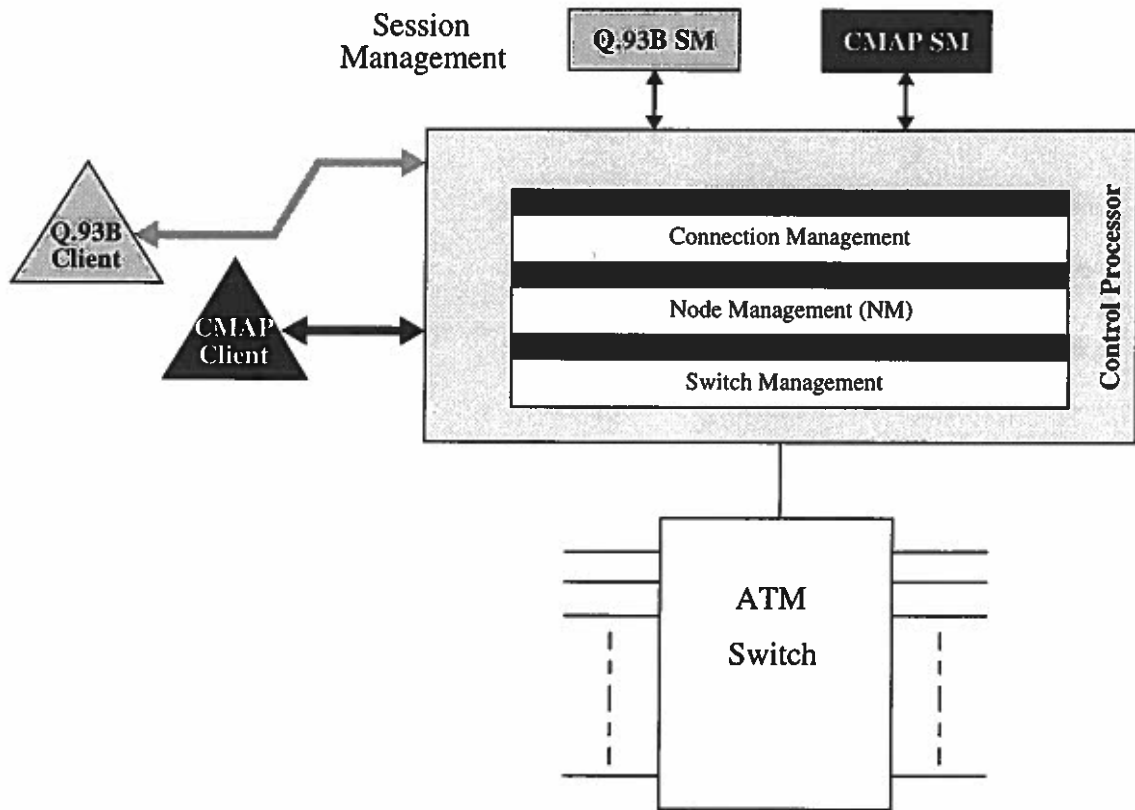 Session
Management
Q.93B SM
CMAP SM
Q.93B
Client
CMAP
Client
Connection Management
Node Management (NM)
Switch Management
Control Processor
ATM
Switch